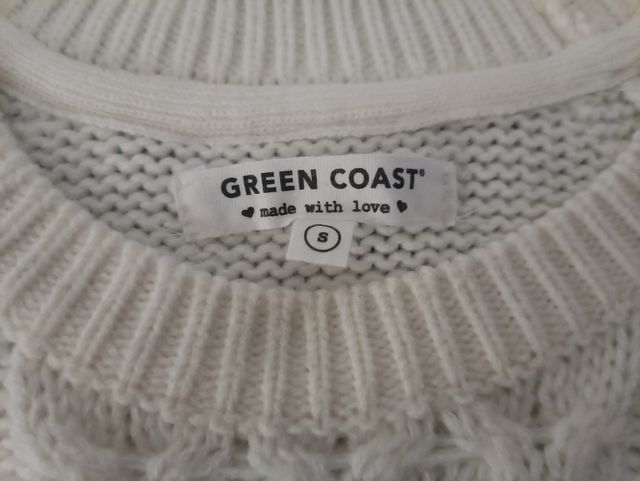 GREEN COAST®
♥ made with love ♥
S